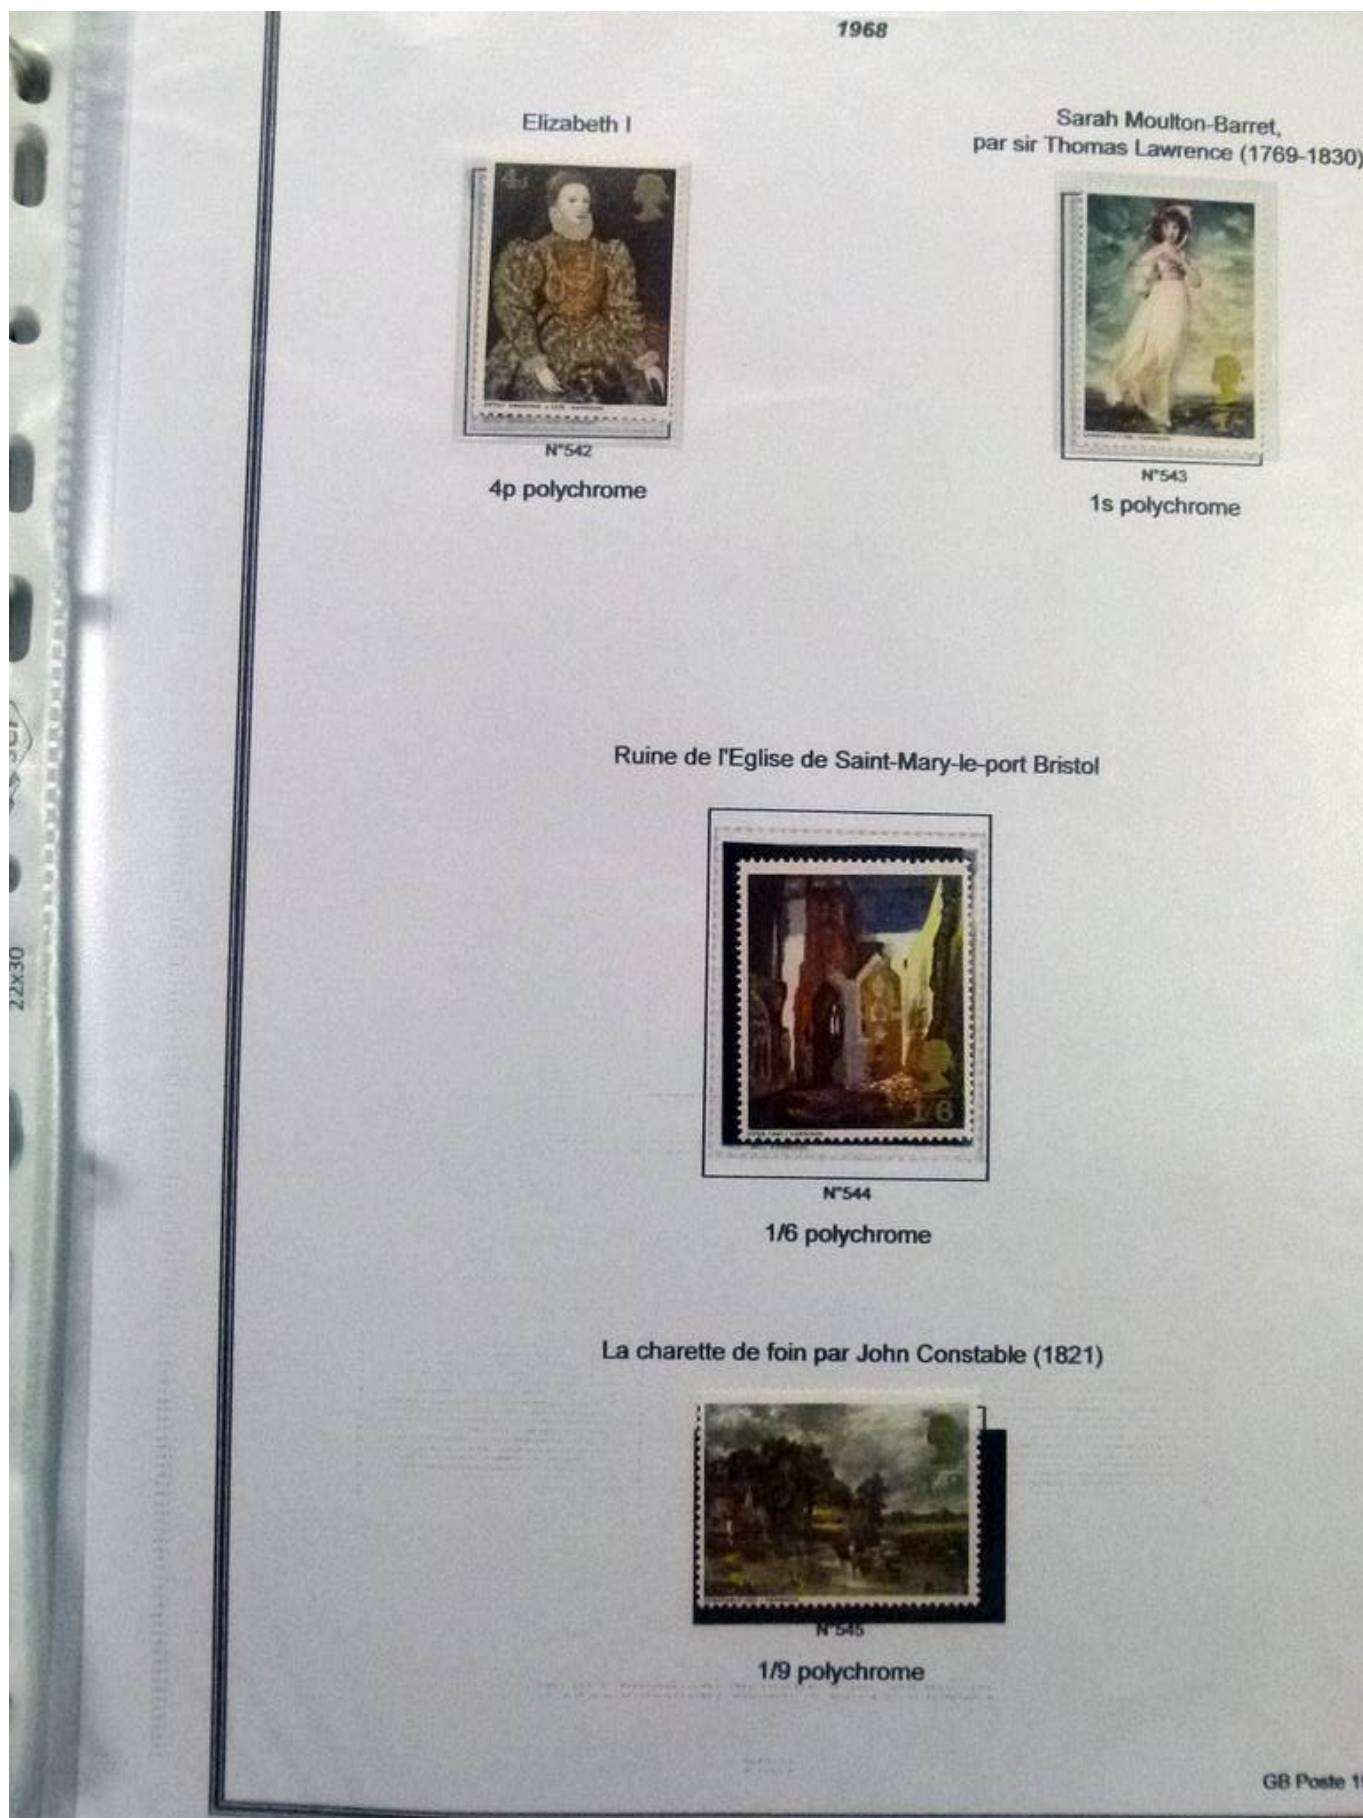 1968
Elizabeth I
Sarah Moulton-Barret,
par sir Thomas Lawrence (1769-1830)
4d
N°542
4p polychrome
N°543
1s polychrome
Ruine de l'Eglise de Saint-Mary-le-port Bristol
1/6
N°544
1/6 polychrome
La charette de foin par John Constable (1821)
N°545
1/9 polychrome
22x30
GB Poste